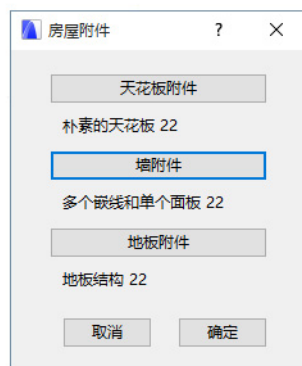 房屋附件 ?
天花板附件
朴素的天花板 22
墙附件
多个嵌线和单个面板 22
地板附件
地板结构 22
取消 确定